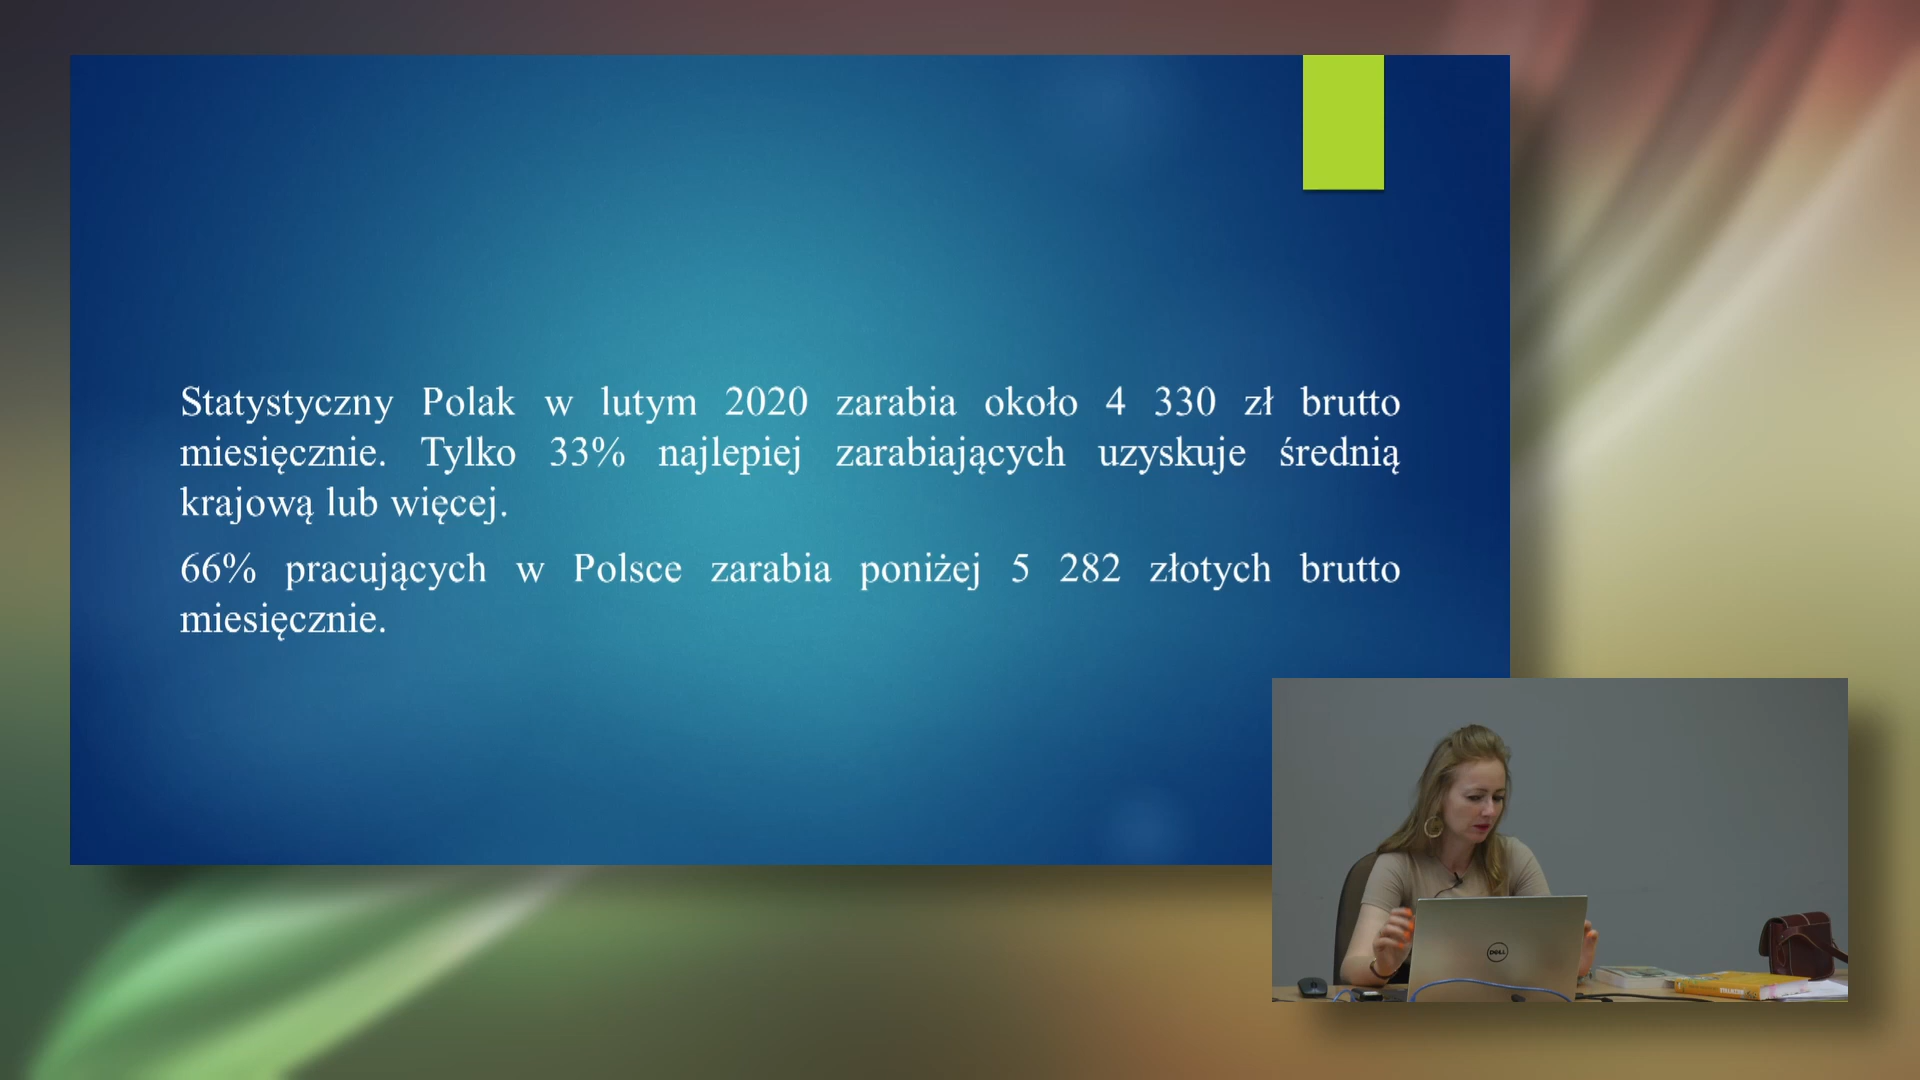 Statystyczny Polak w lutym 2020 zarabia około 4 330 zł brutto
miesięcznie. Tylko 33% najlepiej zarabiających uzyskuje średnią
krajową lub więcej.
66% pracujących w Polsce zarabia poniżej 5 282 złotych brutto
miesięcznie.
DELL